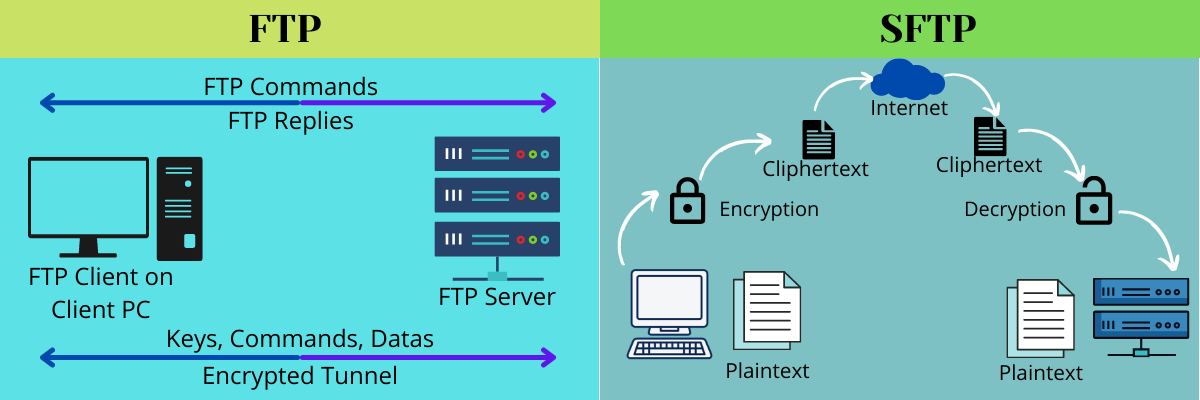 FTP
FTP Commands
FTP Replies
FTP Client on
Client PC
FTP Server
Keys, Commands, Datas
Encrypted Tunnel
SFTP
Internet
Cliphertext
Cliphertext
Encryption
Decryption
Plaintext
Plaintext